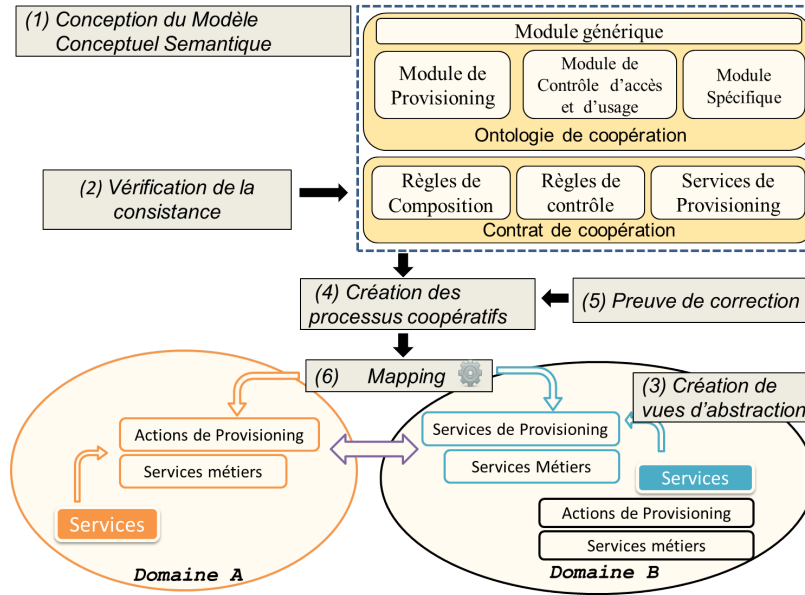 (1) Conception du Modèle
Conceptuel Semantique
Module générique
Module de
Provisioning
Module de
Contrôle d'accès
et d'usage
Module
Spécifique
Ontologie de coopération
(2) Vérification de la
consistance
Règles de
Composition
Règles de
contrôle
Services de
Provisioning
Contrat de coopération
(4) Création des
processus coopératifs
(5) Preuve de correction
(6) Mapping
(3) Création de
vues d'abstraction
Actions de Provisioning
Services métiers
Services
Domaine A
Services de Provisioning
Services Métiers
Services
Actions de Provisioning
Services métiers
Domaine B